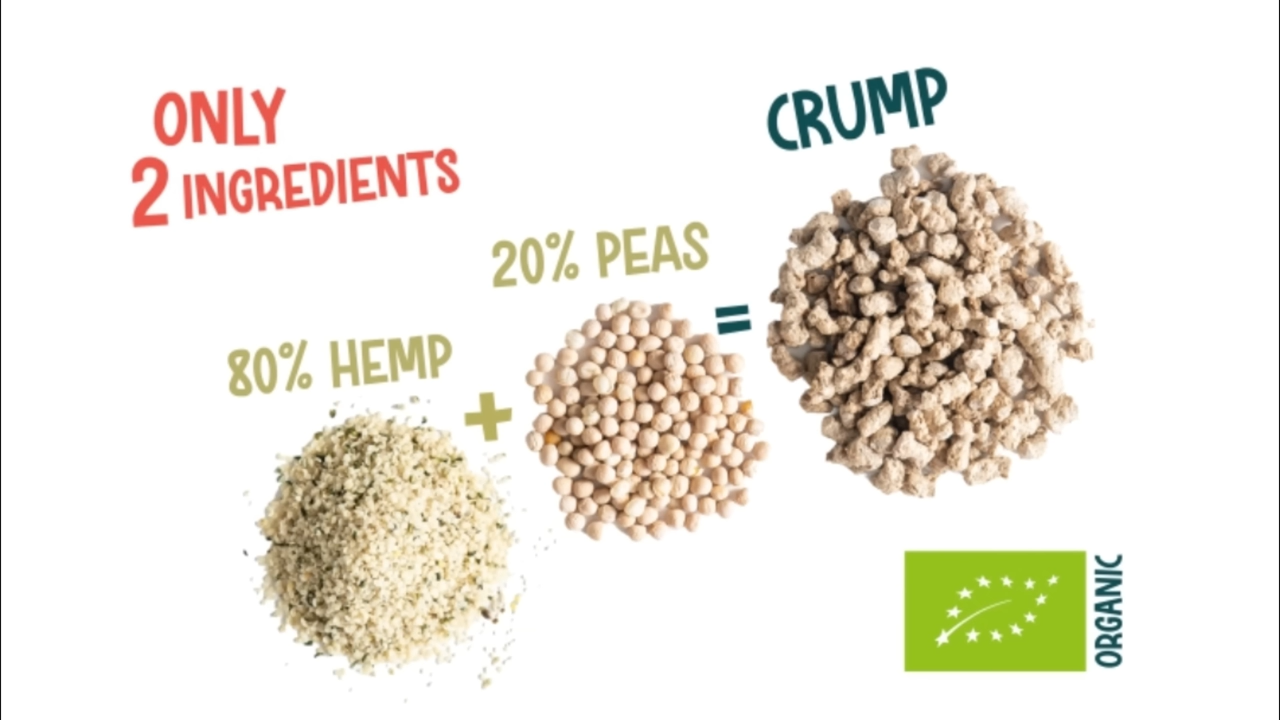 ONLY
2 INGREDIENTS
80% HEMP
+
20% PEAS
=
CRUMP
ORGANIC